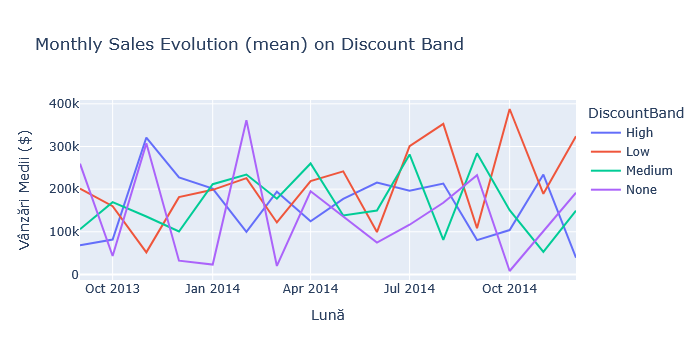 Monthly Sales Evolution (mean) on Discount Band
Vânzări Medii ($)
400k
300k
200k
100k
0
Oct 2013
Jan 2014
Apr 2014
Jul 2014
Oct 2014
Lună
DiscountBand
High
Low
Medium
None